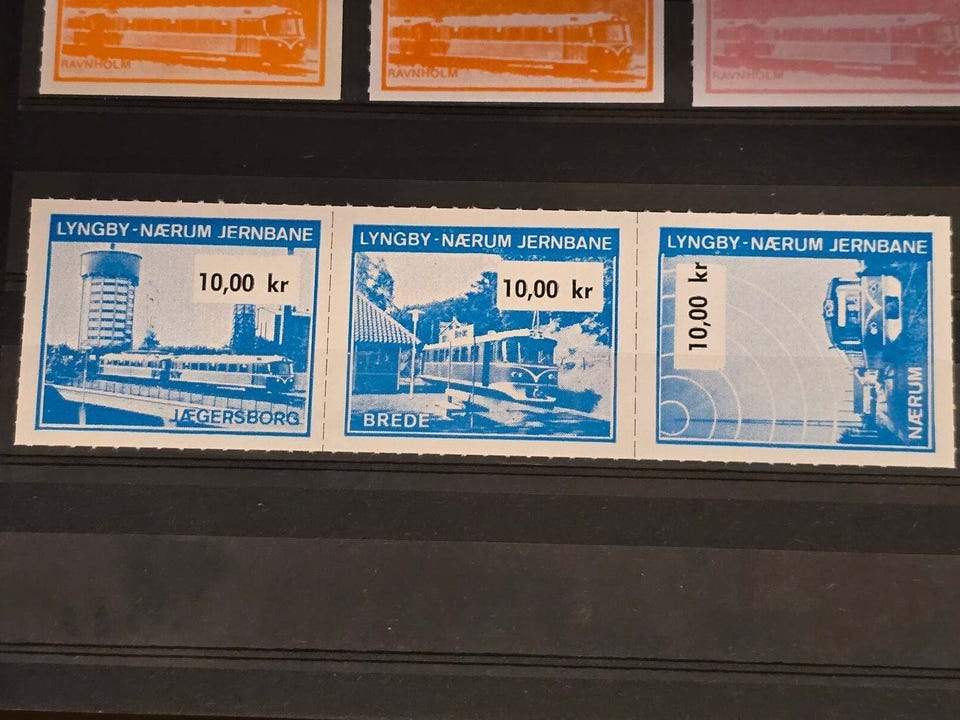 RAVNHOLM
RAVNHOLM
RAVNHOLM
LYNGBY-NÆRUM JERNBANE
10,00 kr
JÆGERSBORG
LYNGBY-NÆRUM JERNBANE
10,00 kr
BREDE
LYNGBY-NÆRUM JERNBANE
10,00 kr
NÆRUM